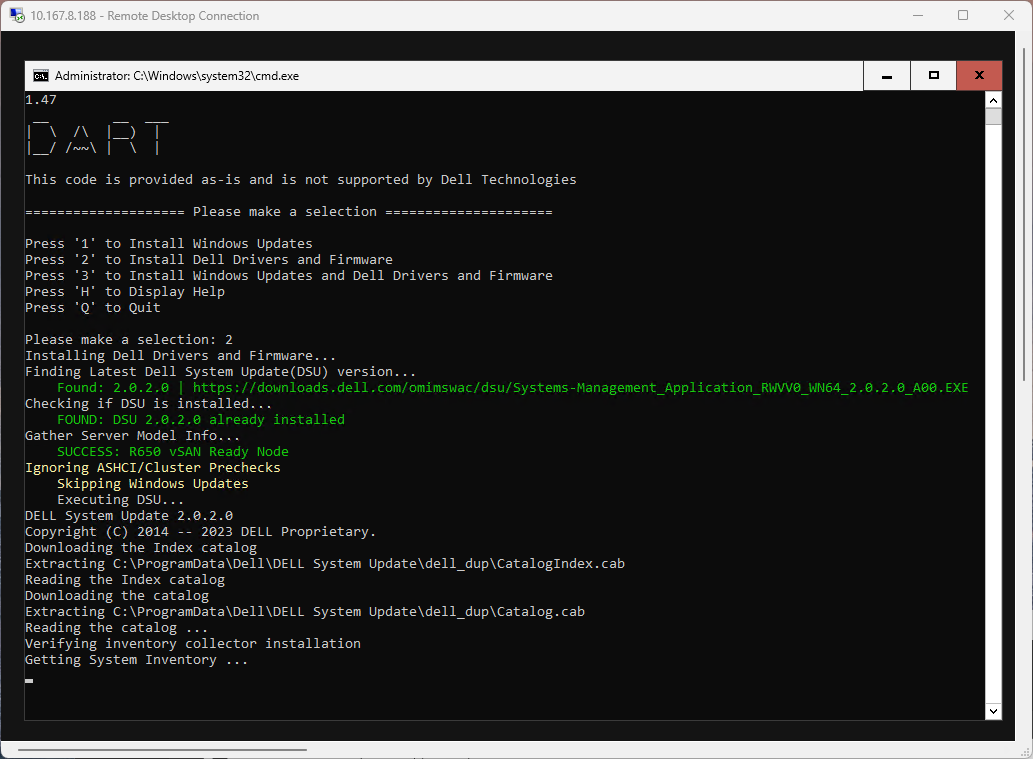 10.167.8.188 - Remote Desktop Connection
Administrator: C:\Windows\system32\cmd.exe
1.47
DART
This code is provided as-is and is not supported by Dell Technologies
==================== Please make a selection =====================
Press '1' to Install Windows Updates
Press '2' to Install Dell Drivers and Firmware
Press '3' to Install Windows Updates and Dell Drivers and Firmware
Press 'H' to Display Help
Press 'Q' to Quit
Please make a selection: 2
Installing Dell Drivers and Firmware...
Finding Latest Dell System Update(DSU) version...
Found: 2.0.2.0 | https://downloads.dell.com/omimswac/dsu/Systems-Management_Application_RWVV0_WN64_2.0.2.0_A00.EXE
Checking if DSU is installed...
FOUND: DSU 2.0.2.0 already installed
Gather Server Model Info...
SUCCESS: R650 vSAN Ready Node
Ignoring ASHCI/Cluster Prechecks
Skipping Windows Updates
Executing DSU...
DELL System Update 2.0.2.0
Copyright (C) 2014 -- 2023 DELL Proprietary.
Downloading the Index catalog
Extracting C:\ProgramData\Dell\DELL System Update\dell_dup\CatalogIndex.cab
Reading the Index catalog
Downloading the catalog
Extracting C:\ProgramData\Dell\DELL System Update\dell_dup\Catalog.cab
Reading the catalog ...
Verifying inventory collector installation
Getting System Inventory ...